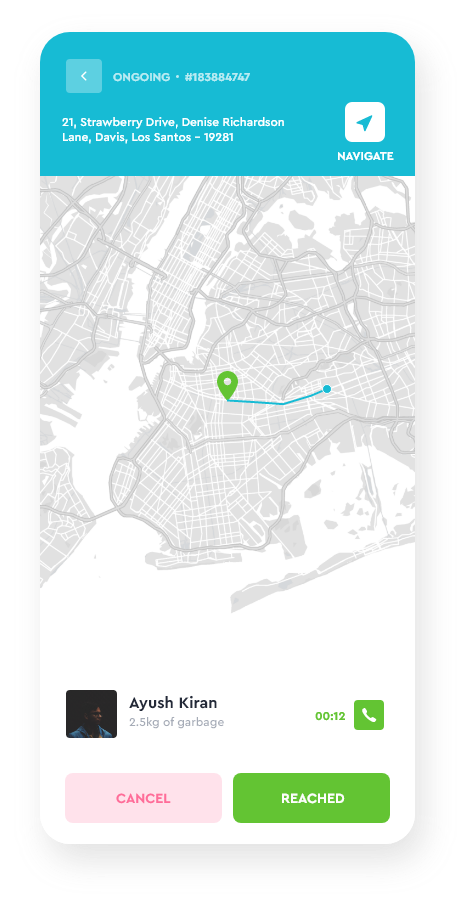 ONGOING • #183884747
21, Strawberry Drive, Denise Richardson
Lane, Davis, Los Santos - 19281
NAVIGATE
Ayush Kiran
2.5kg of garbage
00:12
CANCEL
REACHED